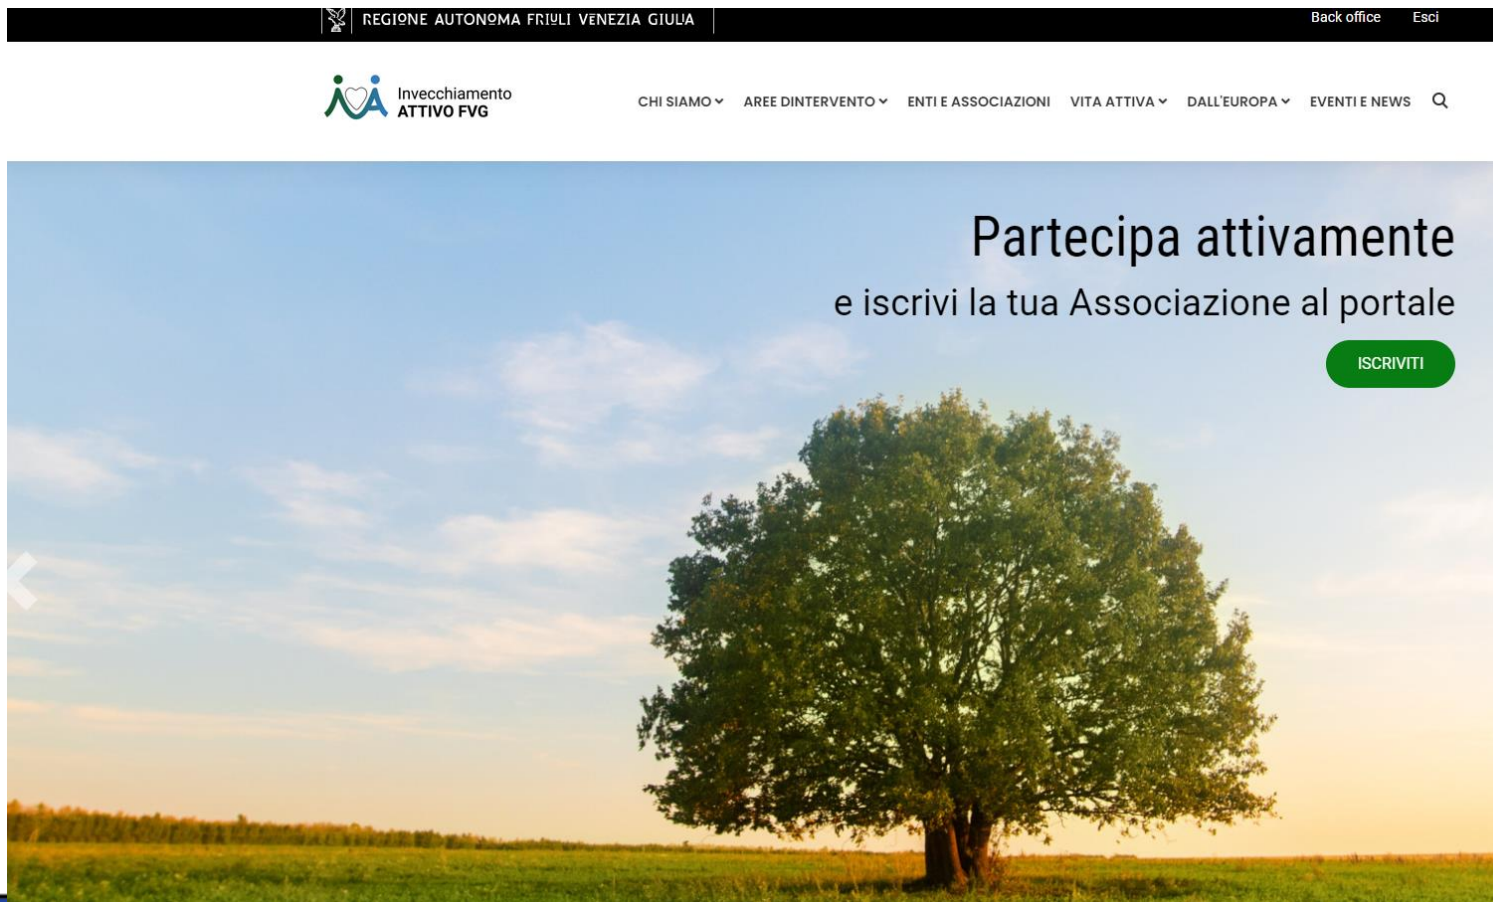 REGIONE AUTONOMA FRIULI VENEZIA GIULIA
Back office Esci
Invecchiamento
ATTIVO FVG
CHI SIAMO AREE DINTERVENTO ENTI E ASSOCIAZIONI VITA ATTIVA DALL'EUROPA EVENTI E NEWS
Partecipa attivamente
e iscrivi la tua Associazione al portale
ISCRIVITI